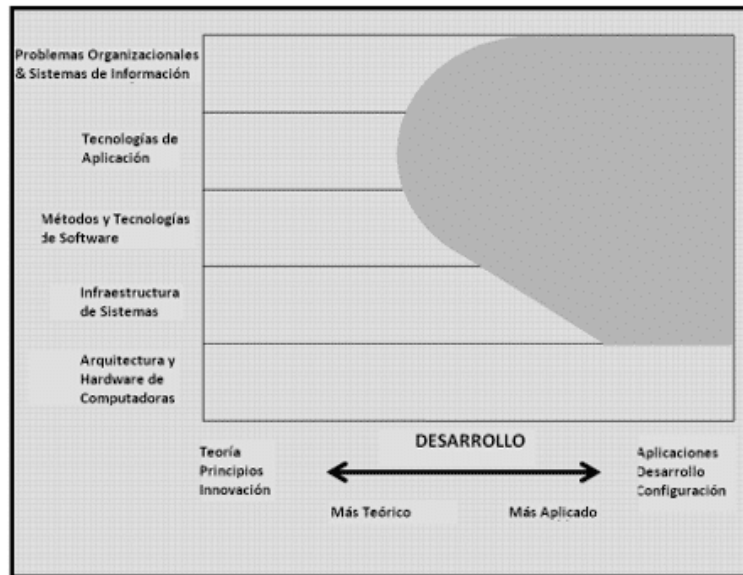 Problemas Organizacionales
& Sistemas de Información
Tecnologías de
Aplicación
Métodos y Tecnologías
de Software
Infraestructura
de Sistemas
Arquitectura y
Hardware de
Computadoras
DESARROLLO
Teoría
Principios
Innovación
Aplicaciones
Desarrollo
Configuración
Más Teórico
Más Aplicado